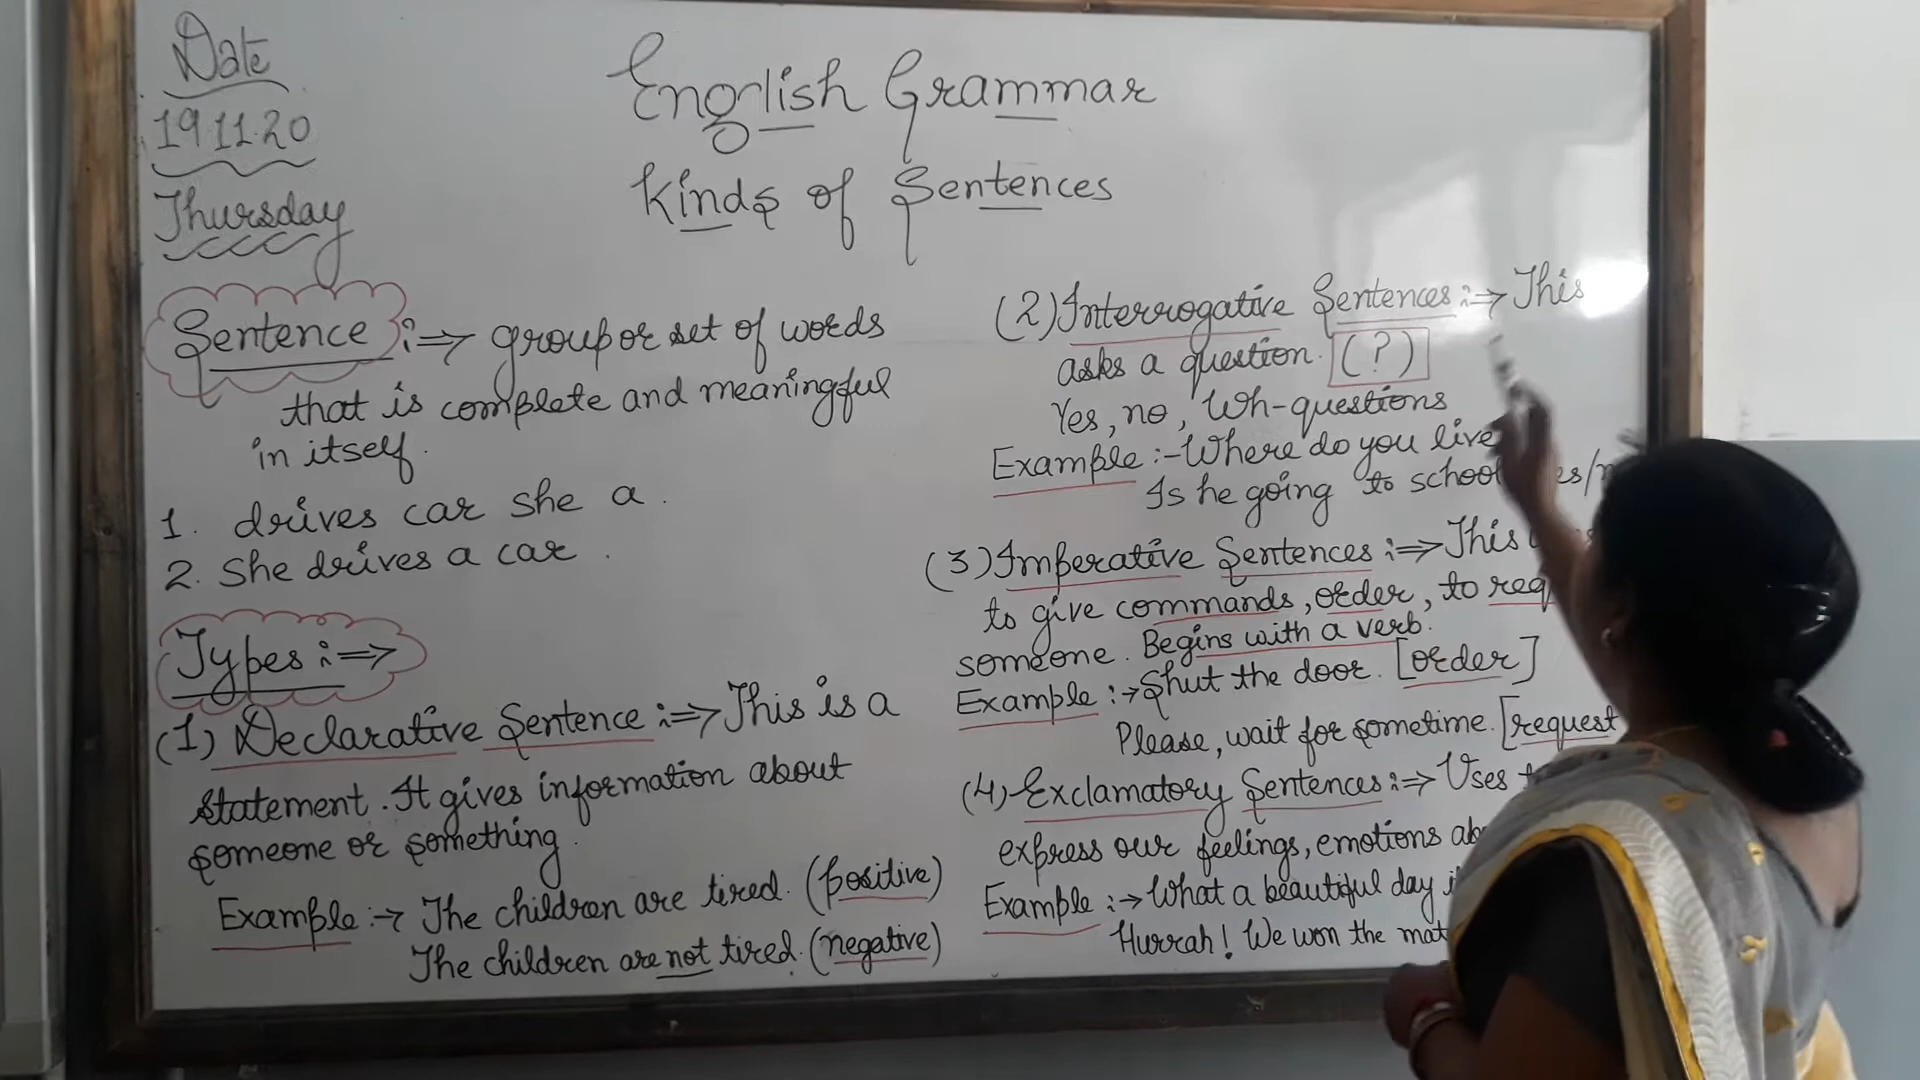 Date
19.11.20
Thursday
English Grammar
Kinds of Sentences
Sentence :⇒ group or set of words
that is complete and meaningful
in itself.
1. drives car she a.
2. She drives a car.
Types :⇒
(1) Declarative Sentence :⇒ This is a
statement. It gives information about
someone or something.
Example :→ The children are tired. (positive)
The children are not tired. (negative)
(2) Interrogative Sentences :⇒ This
asks a question. (?)
Yes, no, Wh-questions
Example :- Where do you live
Is he going to school
(3) Imperative Sentences :⇒ This
to give commands, order, to req
someone. Begins with a verb.
Example :→ Shut the door. [order]
Please, wait for sometime. [request
(4) Exclamatory Sentences :⇒ Uses
express our feelings, emotions
Example :→ What a beautiful day
Hurrah! We won the mat